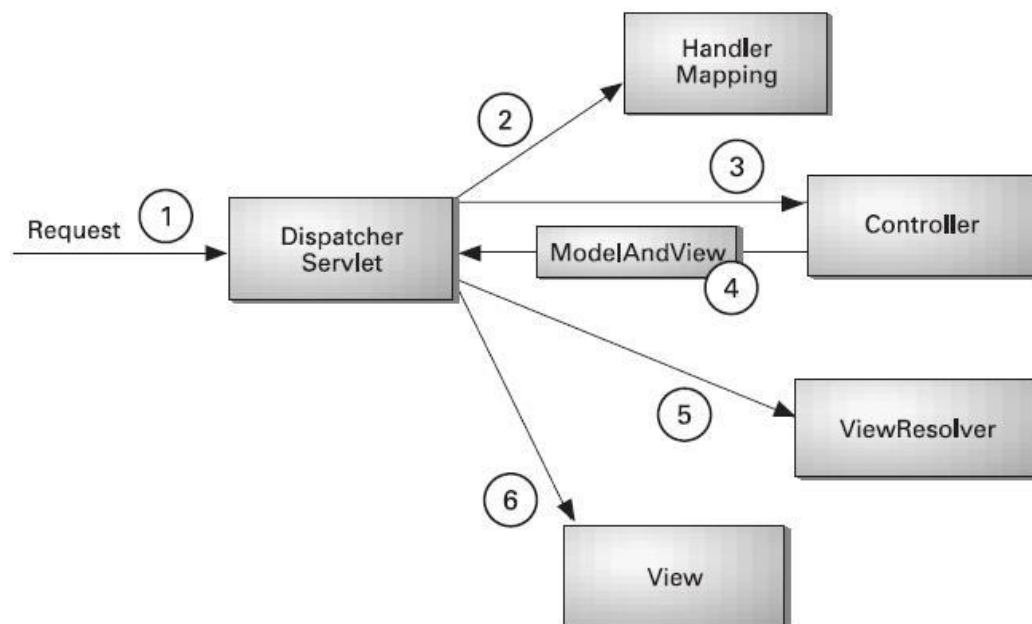 Handler
Mapping
2
3
Request
1
Dispatcher
Servlet
Controller
ModelAndView
4
5
ViewResolver
6
View